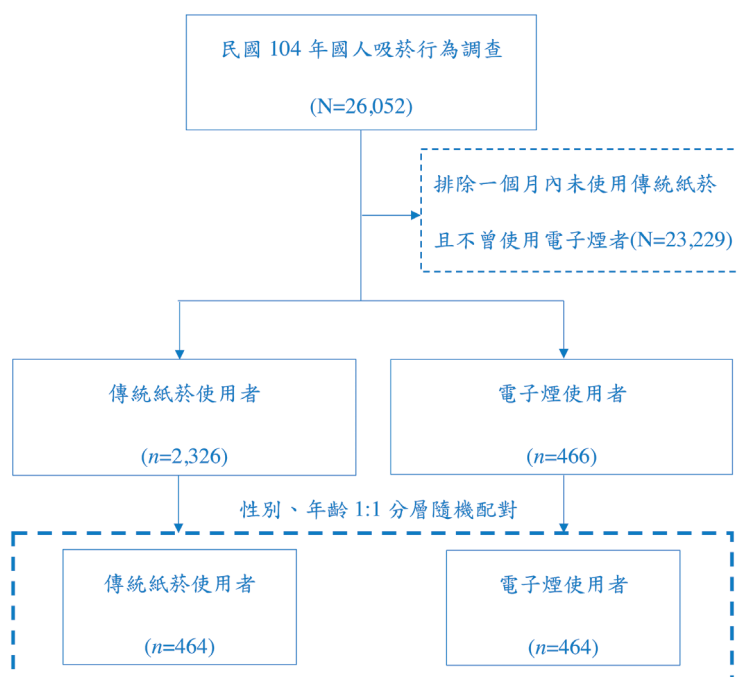 民國 104 年國人吸菸行為調查
(N=26,052)
排除一個月內未使用傳統紙菸
且不曾使用電子煙者(N=23,229)
傳統紙菸使用者
(n=2,326)
電子煙使用者
(n=466)
性別、年齡 1:1 分層隨機配對
傳統紙菸使用者
(n=464)
電子煙使用者
(n=464)